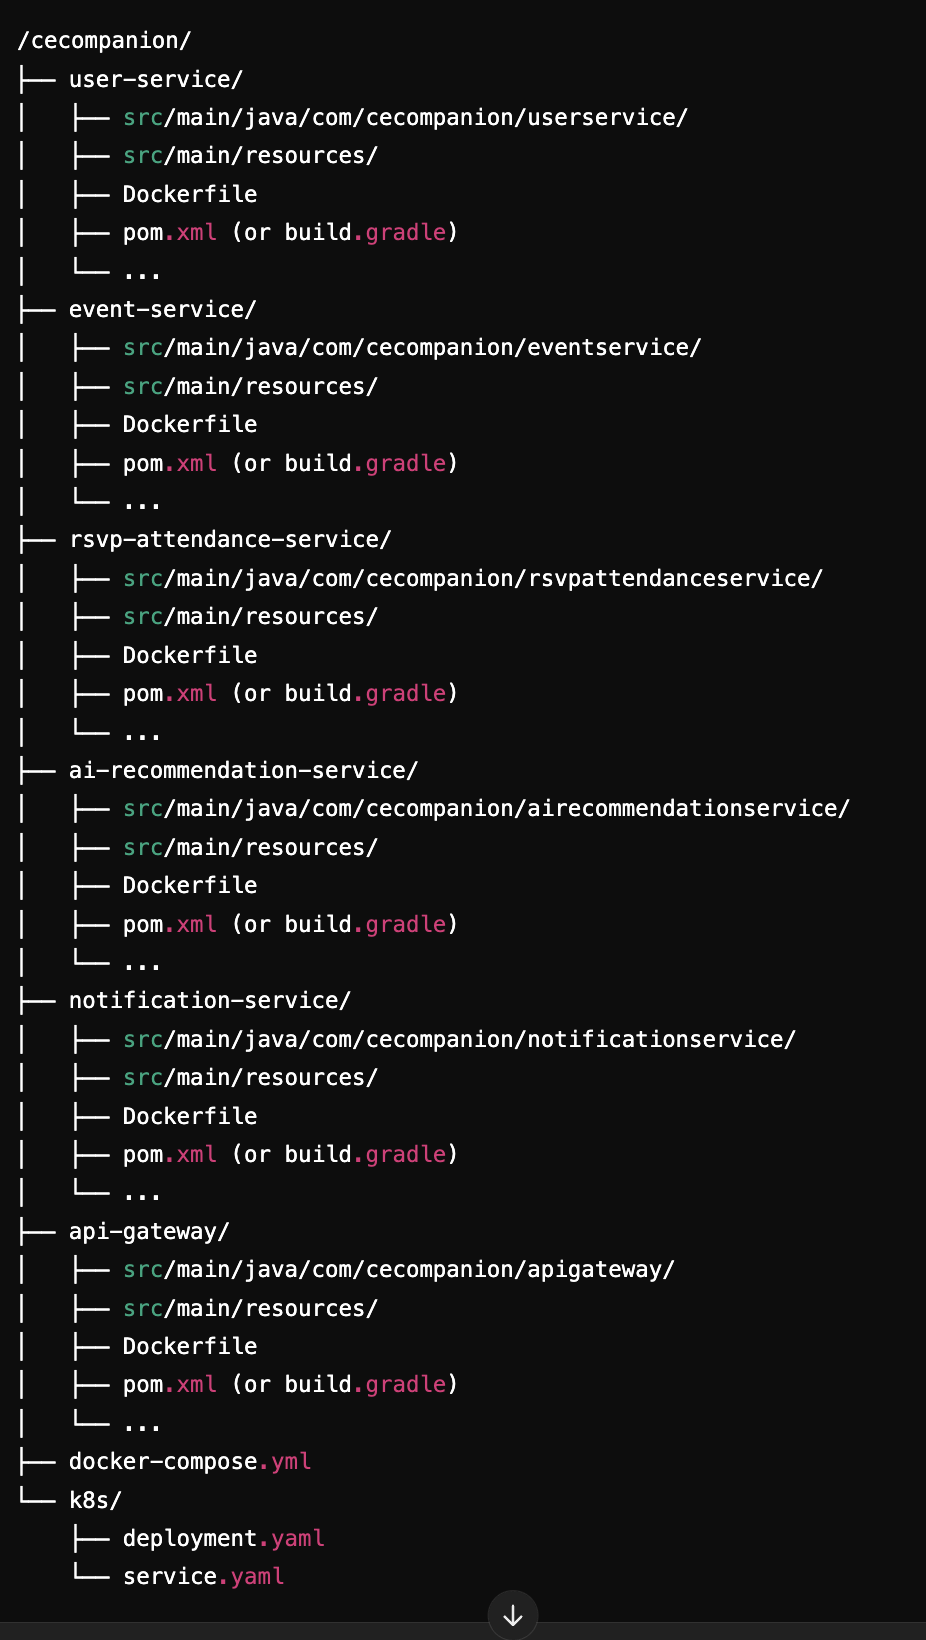 /cecompanion/
├── user-service/
│   ├── src/main/java/com/cecompanion/userservice/
│   ├── src/main/resources/
│   ├── Dockerfile
│   ├── pom.xml (or build.gradle)
│   └── ...
├── event-service/
│   ├── src/main/java/com/cecompanion/eventservice/
│   ├── src/main/resources/
│   ├── Dockerfile
│   ├── pom.xml (or build.gradle)
│   └── ...
├── rsvp-attendance-service/
│   ├── src/main/java/com/cecompanion/rsvpattendanceservice/
│   ├── src/main/resources/
│   ├── Dockerfile
│   ├── pom.xml (or build.gradle)
│   └── ...
├── ai-recommendation-service/
│   ├── src/main/java/com/cecompanion/airecommendationservice/
│   ├── src/main/resources/
│   ├── Dockerfile
│   ├── pom.xml (or build.gradle)
│   └── ...
├── notification-service/
│   ├── src/main/java/com/cecompanion/notificationservice/
│   ├── src/main/resources/
│   ├── Dockerfile
│   ├── pom.xml (or build.gradle)
│   └── ...
├── api-gateway/
│   ├── src/main/java/com/cecompanion/apigateway/
│   ├── src/main/resources/
│   ├── Dockerfile
│   ├── pom.xml (or build.gradle)
│   └── ...
├── docker-compose.yml
└── k8s/
    ├── deployment.yaml
    └── service.yaml